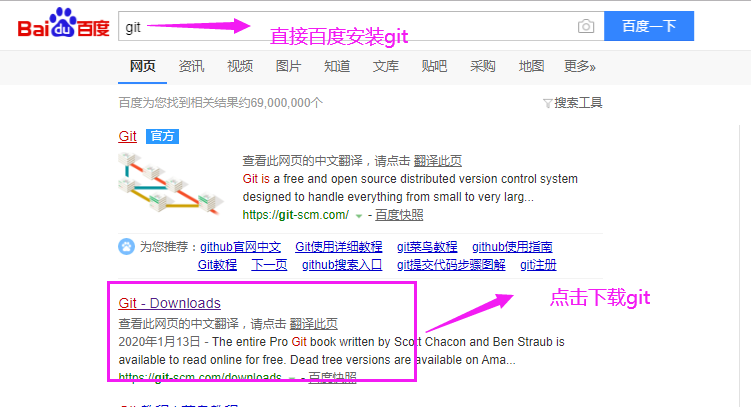 Bai du 百度 git 直接百度安装git 百度一下
网页 资讯 视频 图片 知道 文库 贴吧 采购 地图 更多»
百度为您找到相关结果约69,000,000个 搜索工具
Git 官方
查看此网页的中文翻译，请点击 翻译此页
Git is a free and open source distributed version control system
designed to handle everything from small to very larg...
https://git-scm.com/ - 百度快照
为您推荐： github官网中文 Git使用详细教程 git菜鸟教程 github使用指南
Git教程 下一页 github搜索入口 git提交代码步骤图解 git注册
Git - Downloads
点击下载git
查看此网页的中文翻译，请点击 翻译此页
2020年1月13日 - The entire Pro Git book written by Scott Chacon and Ben Straub is
available to read online for free. Dead tree versions are available on Ama...
https://git-scm.com/downloads - 百度快照